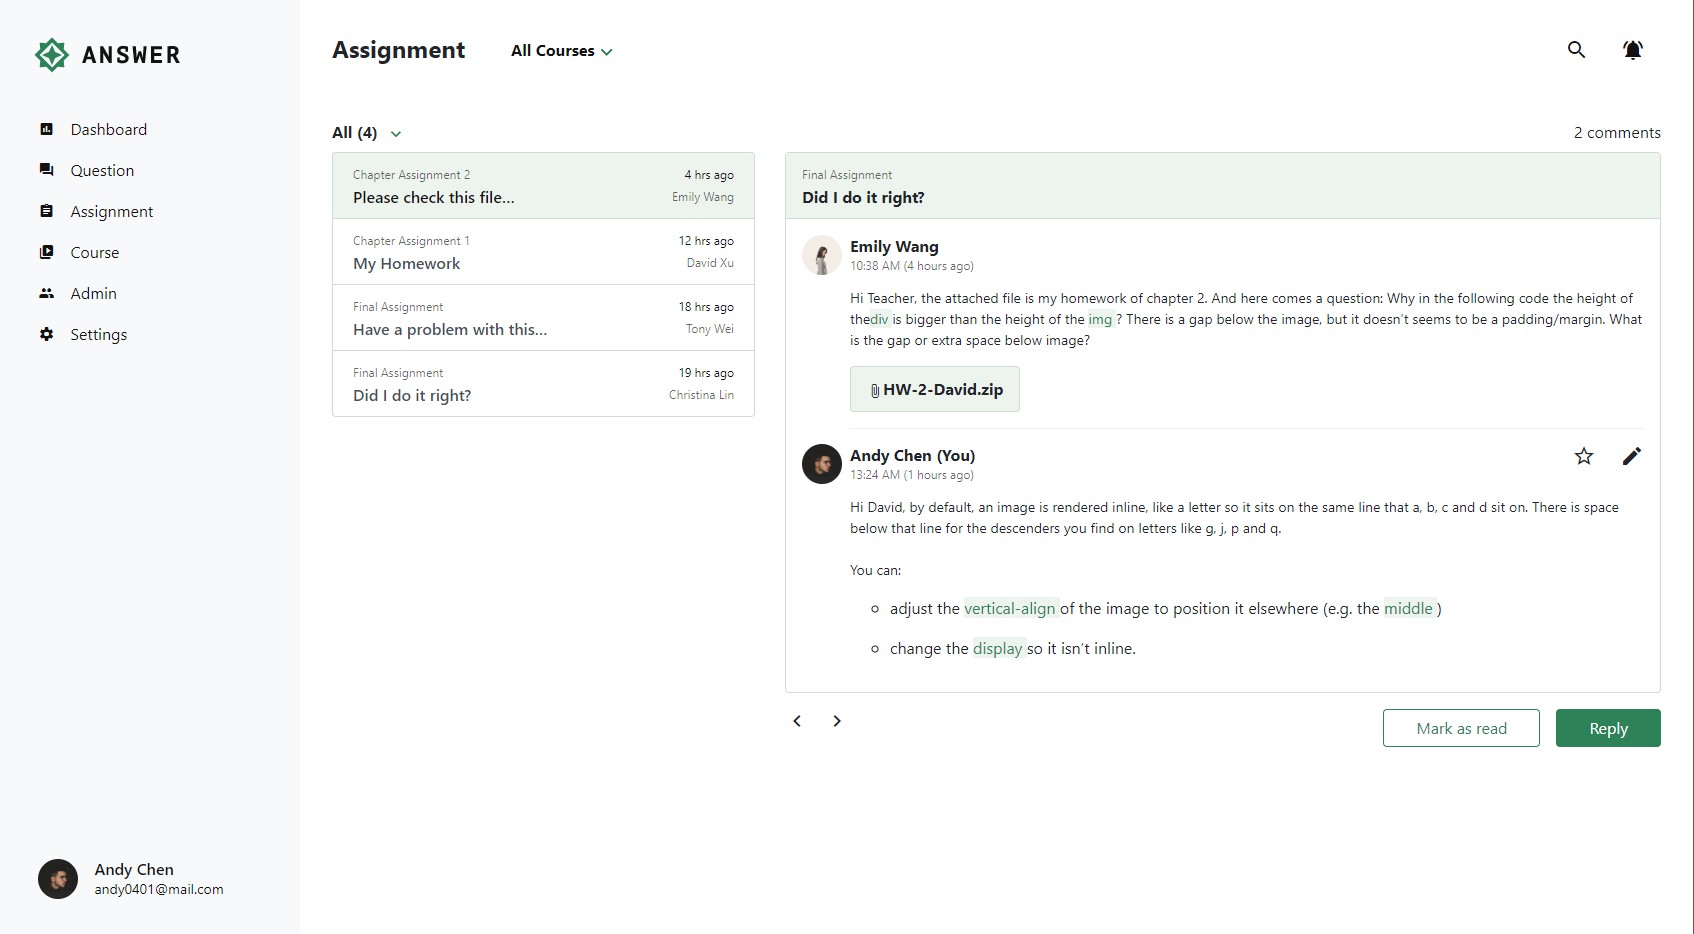 ANSWER
Dashboard
Question
Assignment
Course
Admin
Settings
Andy Chen
andy0401@mail.com
Assignment
All Courses
All (4)
Chapter Assignment 2
4 hrs ago
Please check this file...
Emily Wang
Chapter Assignment 1
12 hrs ago
My Homework
David Xu
Final Assignment
18 hrs ago
Have a problem with this...
Tony Wei
Final Assignment
19 hrs ago
Did I do it right?
Christina Lin
2 comments
Final Assignment
Did I do it right?
Emily Wang
10:38 AM (4 hours ago)
Hi Teacher, the attached file is my homework of chapter 2. And here comes a question: Why in the following code the height of
thediv is bigger than the height of the img ? There is a gap below the image, but it doesn't seems to be a padding/margin. What
is the gap or extra space below image?
HW-2-David.zip
Andy Chen (You)
13:24 AM (1 hours ago)
Hi David, by default, an image is rendered inline, like a letter so it sits on the same line that a, b, c and d sit on. There is space
below that line for the descenders you find on letters like g, j, p and q.
You can:
adjust the vertical-align of the image to position it elsewhere (e.g. the middle )
change the display so it isn't inline.
Mark as read
Reply